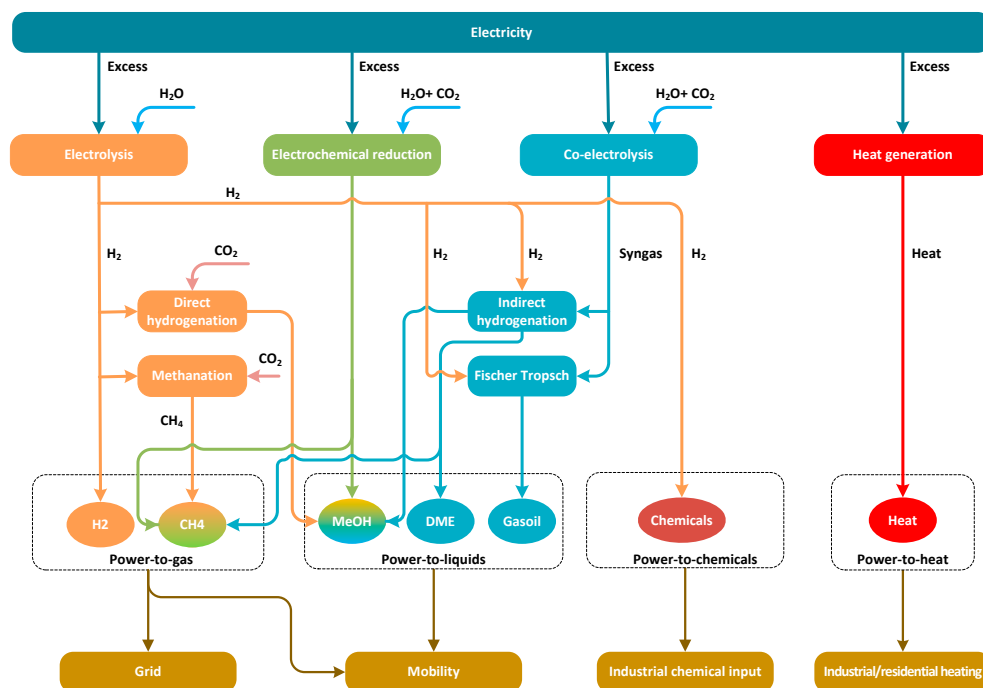 Electricity
Excess
Excess
Excess
Excess
H₂O
H₂O+ CO₂
H₂O+ CO₂
Electrolysis
Electrochemical reduction
Co-electrolysis
Heat generation
H₂
H₂
CO₂
H₂
H₂
Syngas
H₂
Heat
Direct
hydrogenation
Indirect
hydrogenation
Methanation
CO₂
Fischer Tropsch
CH₄
H2
CH4
MeOH
DME
Gasoil
Chemicals
Heat
Power-to-gas
Power-to-liquids
Power-to-chemicals
Power-to-heat
Grid
Mobility
Industrial chemical input
Industrial/residential heating